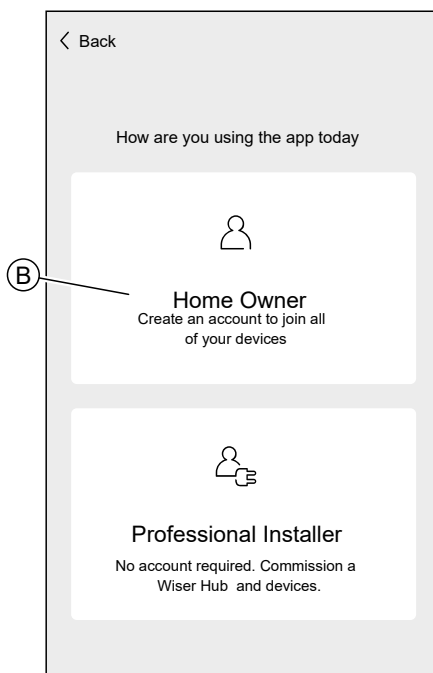 Back
How are you using the app today
B
Home Owner
Create an account to join all
of your devices
Professional Installer
No account required. Commission a
Wiser Hub and devices.